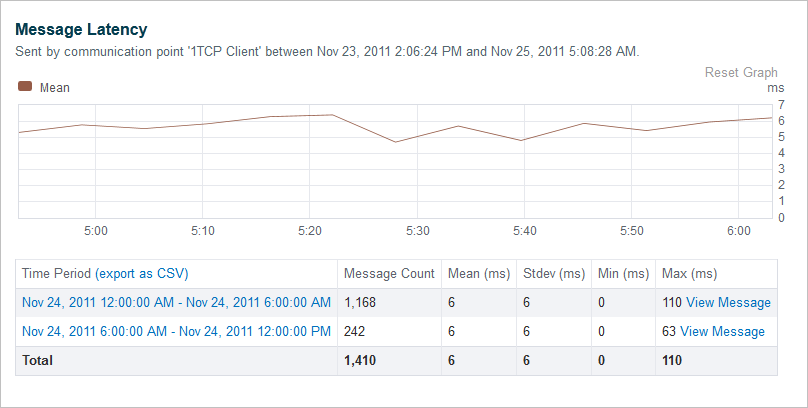 Message Latency
Sent by communication point '1TCP Client' between Nov 23, 2011 2:06:24 PM and Nov 25, 2011 5:08:28 AM.
Reset Graph
Mean
ms
7
6
5
4
3
2
1
0
5:00 5:10 5:20 5:30 5:40 5:50 6:00
Time Period (export as CSV) Message Count Mean (ms) Stdev (ms) Min (ms) Max (ms)
Nov 24, 2011 12:00:00 AM - Nov 24, 2011 6:00:00 AM 1,168 6 6 0 110 View Message
Nov 24, 2011 6:00:00 AM - Nov 24, 2011 12:00:00 PM 242 6 6 0 63 View Message
Total 1,410 6 6 0 110